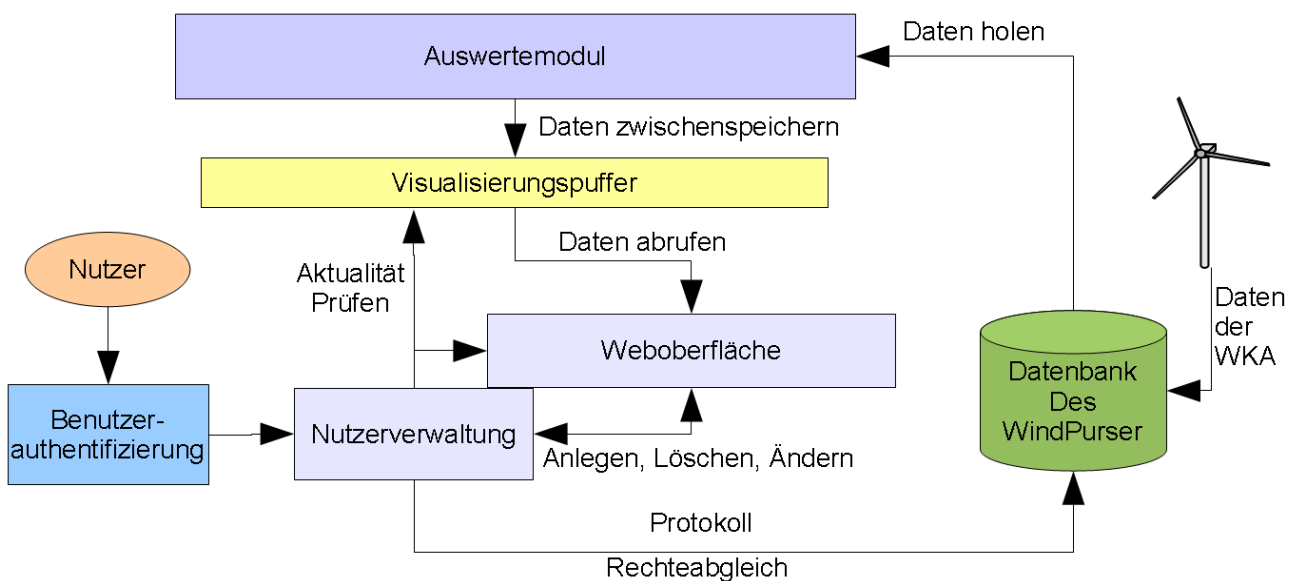 Daten holen
Auswertemodul
Daten zwischenspeichern
Visualisierungspuffer
Daten abrufen
Nutzer
Aktualität
Prüfen
Daten
der
WKA
Weboberfläche
Datenbank
Des
WindPurser
Benutzer-
authentifizierung
Nutzerverwaltung
Anlegen, Löschen, Ändern
Protokoll
Rechteabgleich